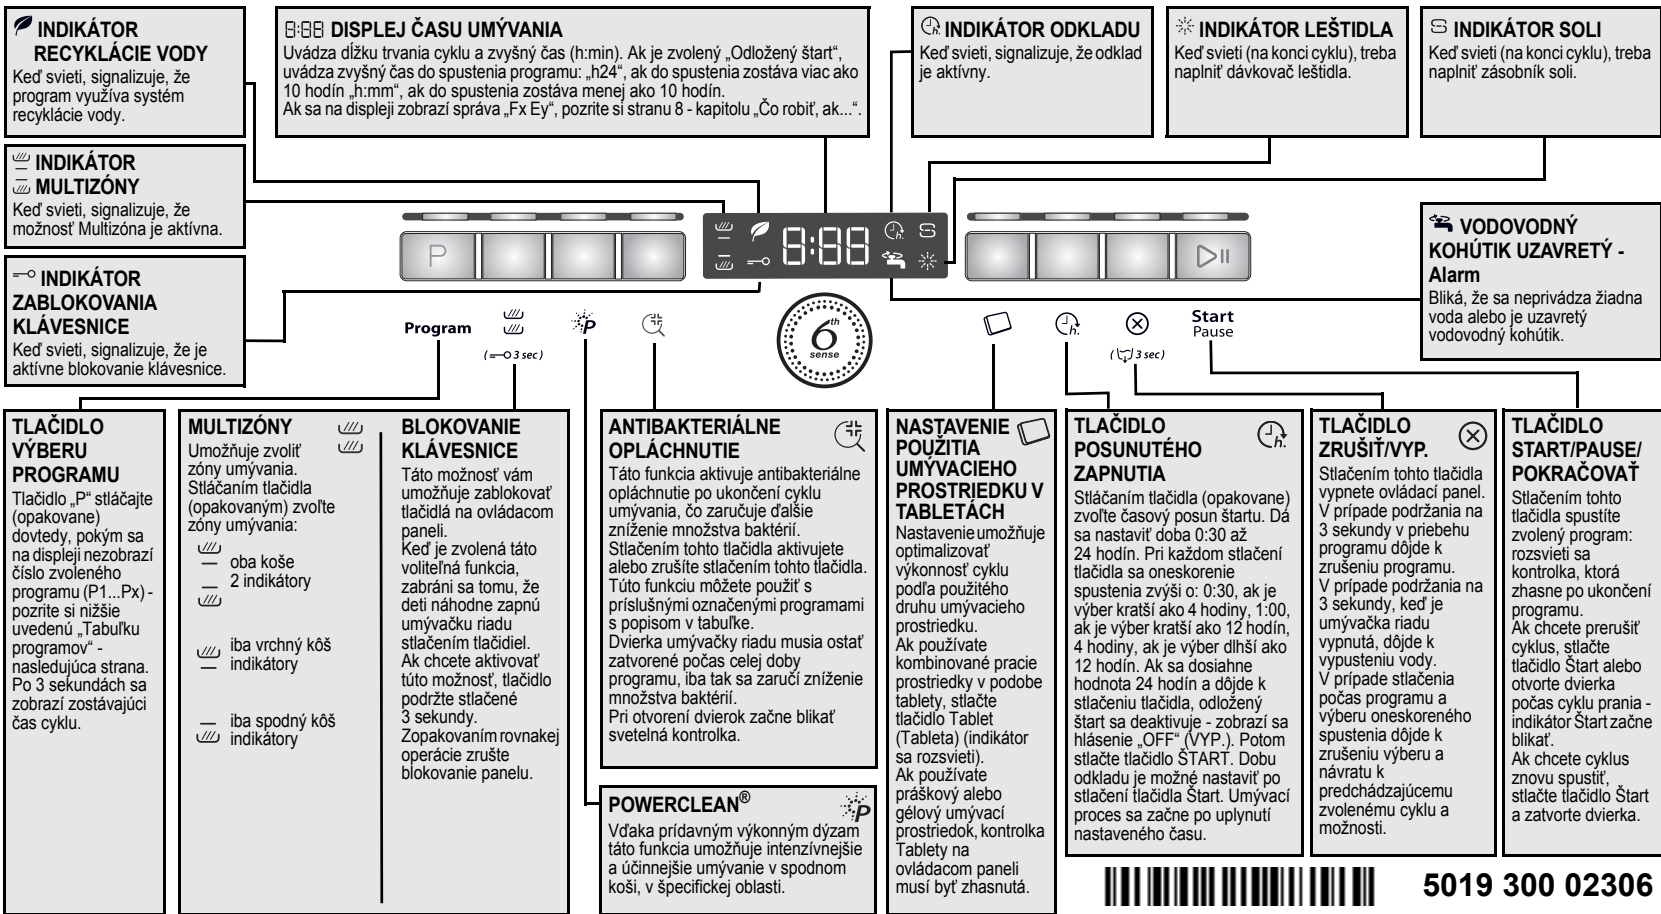 INDIKÁTOR
RECYKLÁCIE VODY
Keď svieti, signalizuje, že
program využíva systém
recyklácie vody.
DISPLEJ ČASU UMÝVANIA
Uvádza dĺžku trvania cyklu a zvyšný čas (h:min). Ak je zvolený „Odložený štart“,
uvádza zvyšný čas do spustenia programu: „h24“, ak do spustenia zostáva viac ako
10 hodín „h:mm“, ak do spustenia zostáva menej ako 10 hodín.
Ak sa na displeji zobrazí správa „Fx Ey“, pozrite si stranu 8 - kapitolu „Čo robiť, ak...“.
INDIKÁTOR ODKLADU
Keď svieti, signalizuje, že odklad
je aktívny.
INDIKÁTOR LEŠTIDLA
Keď svieti (na konci cyklu), treba
naplniť dávkovač leštidla.
INDIKÁTOR SOLI
Keď svieti (na konci cyklu), treba
naplniť zásobník soli.
INDIKÁTOR
MULTIZÓNY
Keď svieti, signalizuje, že
možnosť Multizóna je aktívna.
INDIKÁTOR
ZABLOKOVANIA
KLÁVESNICE
Keď svieti, signalizuje, že je
aktívne blokovanie klávesnice.
P
8:88
h.
VODOVODNÝ
KOHÚTIK UZAVRETÝ -
Alarm
Bliká, že sa neprivádza žiadna
voda alebo je uzavretý
vodovodný kohútik.
Program
( 3 sec)
P
6th
sense
h.
( 3 sec)
Start
Pause
TLAČIDLO
VÝBERU
PROGRAMU
Tlačidlo „P“ stláčajte
(opakovane)
dovtedy, pokým sa
na displeji nezobrazí
číslo zvoleného
programu (P1...Px) -
pozrite si nižšie
uvedenú „Tabuľku
programov“ -
nasledujúca strana.
Po 3 sekundách sa
zobrazí zostávajúci
čas cyklu.
MULTIZÓNY
Umožňuje zvoliť
zóny umývania.
Stláčaním tlačidla
(opakovaným) zvoľte
zóny umývania:
oba koše
2 indikátory
iba vrchný kôš
indikátory
iba spodný kôš
indikátory
BLOKOVANIE
KLÁVESNICE
Táto možnosť vám
umožňuje zablokovať
tlačidlá na ovládacom
paneli.
Keď je zvolená táto
voliteľná funkcia,
zabráni sa tomu, že
deti náhodne zapnú
umývačku riadu
stlačením tlačidiel.
Ak chcete aktivovať
túto možnosť, tlačidlo
podržte stlačené
3 sekundy.
Zopakovaním rovnakej
operácie zrušte
blokovanie panelu.
ANTIBAKTERIÁLNE
OPLÁCHNUTIE
Táto funkcia aktivuje antibakteriálne
opláchnutie po ukončení cyklu
umývania, čo zaručuje ďalšie
zníženie množstva baktérií.
Stlačením tohto tlačidla aktivujete
alebo zrušíte stlačením tohto tlačidla.
Túto funkciu môžete použiť s
príslušnými označenými programami
s popisom v tabuľke.
Dvierka umývačky riadu musia ostať
zatvorené počas celej doby
programu, iba tak sa zaručí zníženie
množstva baktérií.
Pri otvorení dvierok začne blikať
svetelná kontrolka.
POWERCLEAN®
P
Vďaka prídavným výkonným dýzam
táto funkcia umožňuje intenzívnejšie
a účinnejšie umývanie v spodnom
koši, v špecifickej oblasti.
NASTAVENIE
POUŽITIA
UMÝVACIEHO
PROSTRIEDKU V
TABLETÁCH
Nastavenie umožňuje
optimalizovať
výkonnosť cyklu
podľa použitého
druhu umývacieho
prostriedku.
Ak používate
kombinované pracie
prostriedky v podobe
tablety, stlačte
tlačidlo Tablet
(Tableta) (indikátor
sa rozsvieti).
Ak používate
práškový alebo
gélový umývací
prostriedok, kontrolka
Tablety na
ovládacom paneli
musí byť zhasnutá.
TLAČIDLO
POSUNUTÉHO
ZAPNUTIA
h.
Stláčaním tlačidla (opakovane)
zvoľte časový posun štartu. Dá
sa nastaviť doba 0:30 až
24 hodín. Pri každom stlačení
tlačidla sa oneskorenie
spustenia zvýši o: 0:30, ak je
výber kratší ako 4 hodiny, 1:00,
ak je výber kratší ako 12 hodín,
4 hodiny, ak je výber dlhší ako
12 hodín. Ak sa dosiahne
hodnota 24 hodín a dôjde k
stlačeniu tlačidla, odložený
štart sa deaktivuje - zobrazí sa
hlásenie „OFF“ (VYP.). Potom
stlačte tlačidlo ŠTART. Dobu
odkladu je možné nastaviť po
stlačení tlačidla Štart. Umývací
proces sa začne po uplynutí
nastaveného času.
TLAČIDLO
ZRUŠIŤ/VYP.
Stlačením tohto tlačidla
vypnete ovládací panel.
V prípade podržania na
3 sekundy v priebehu
programu dôjde k
zrušeniu programu.
V prípade podržania na
3 sekundy, keď je
umývačka riadu
vypnutá, dôjde k
vypusteniu vody.
V prípade stlačenia
počas programu a
výberu oneskoreného
spustenia dôjde k
zrušeniu výberu a
návratu k
predchádzajúcemu
zvolenému cyklu a
možnosti.
TLAČIDLO
START/PAUSE/
POKRAČOVAŤ
Stlačením tohto
tlačidla spustíte
zvolený program:
rozsvieti sa
kontrolka, ktorá
zhasne po ukončení
programu.
Ak chcete prerušiť
cyklus, stlačte
tlačidlo Štart alebo
otvorte dvierka
počas cyklu prania -
indikátor Štart začne
blikať.
Ak chcete cyklus
znovu spustiť,
stlačte tlačidlo Štart
a zatvorte dvierka.
5019 300 02306